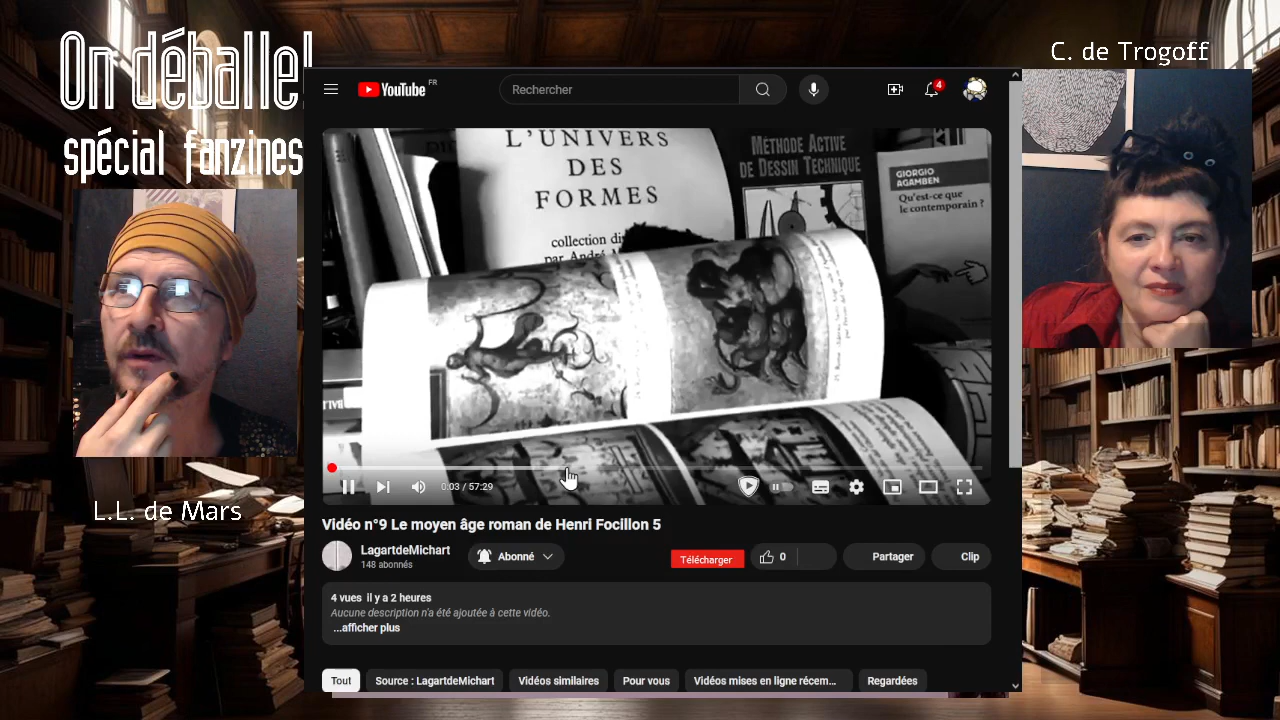 On déballe!
spécial fanzines
C. de Trogoff
L.L. de Mars
YouTube FR
Rechercher
4
L'UNIVERS
DES
FORMES
collection
par André
MÉTHODE ACTIVE
DE DESSIN TECHNIQUE
GIORGIO
AGAMBEN
Qu'est-ce que
le contemporain ?
0:03 / 57:29
Vidéo n°9 Le moyen âge roman de Henri Focillon 5
LagartdeMichart
148 abonnés
Abonné
Télécharger
0
Partager
Clip
4 vues il y a 2 heures
Aucune description n'a été ajoutée à cette vidéo.
...afficher plus
Tout
Source : LagartdeMichart
Vidéos similaires
Pour vous
Vidéos mises en ligne récem...
Regardées